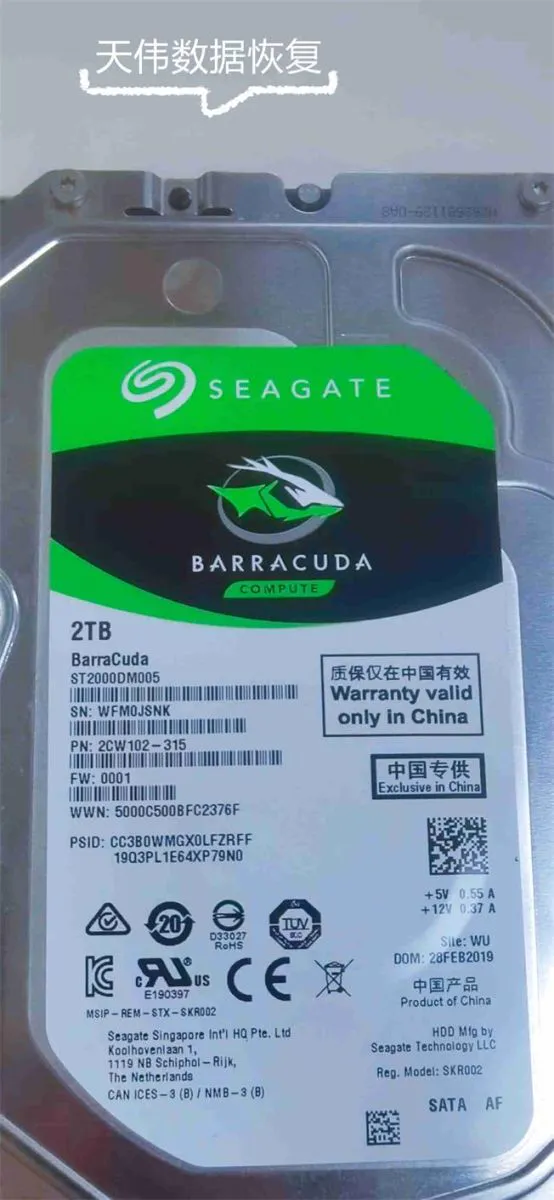 天伟数据恢复
SEAGATE
BARRACUDA
COMPUTE
2TB
BarraCuda
ST2000DM005
SN: WFM0JSNK
PN: 2CW102-315
FW: 0001
WWN: 5000C500BFC2376F
PSID: CC3B0WMGX0LFZRFF
19Q3PL1E64XP79N0
质保仅在中国有效
Warranty valid
only in China
中国专供
Exclusive in China
+5V 0.55 A
+12V 0.37 A
20
D33027
RoHS
TUV
c UR US
E190397
CE
MSIP-REM-STX-SKR002
Site: WU
DOM: 28FEB2019
中国产品
Product of China
Seagate Singapore Int'l HQ Pte. Ltd
Koolhovenlaan 1,
1119 NB Schiphol-Rijk,
The Netherlands
CAN ICES-3 (B) / NMB-3 (B)
HDD Mfg by
Seagate Technology LLC
Reg. Model: SKR002
SATA AF